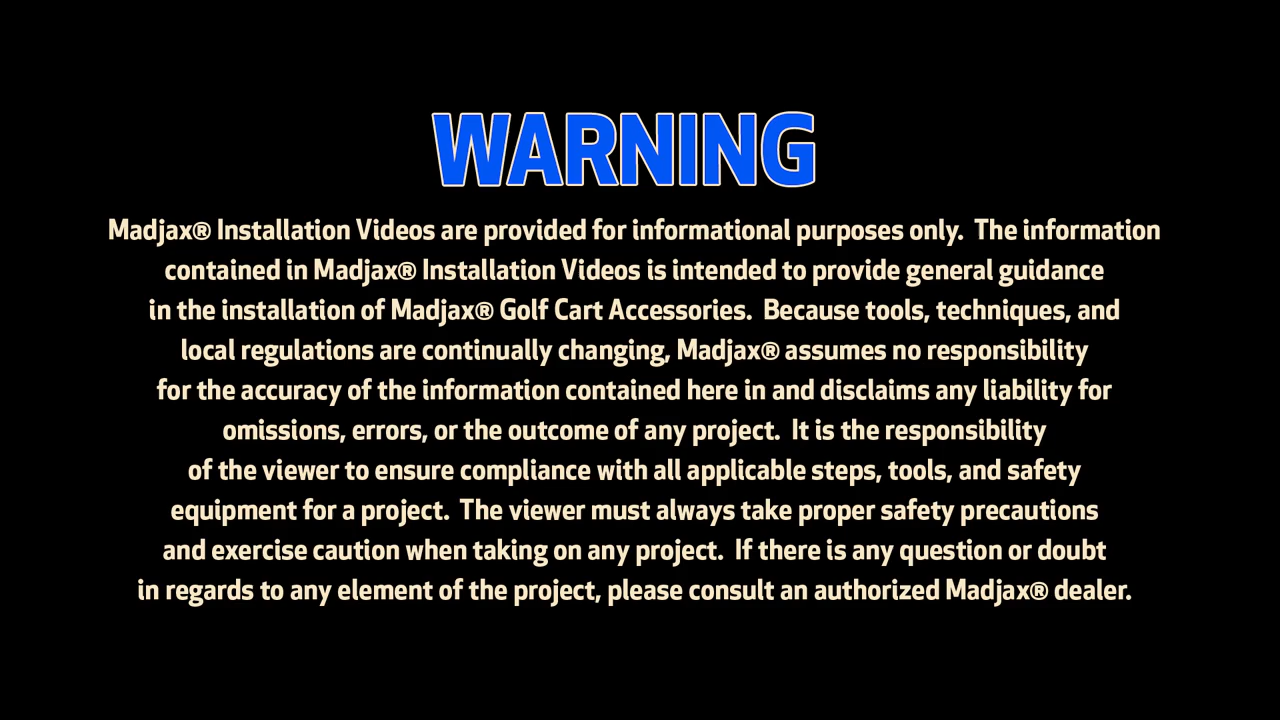 WARNING
Madjax® Installation Videos are provided for informational purposes only.  The information
contained in Madjax® Installation Videos is intended to provide general guidance
in the installation of Madjax® Golf Cart Accessories.  Because tools, techniques, and
local regulations are continually changing, Madjax® assumes no responsibility
for the accuracy of the information contained here in and disclaims any liability for
omissions, errors, or the outcome of any project.  It is the responsibility
of the viewer to ensure compliance with all applicable steps, tools, and safety
equipment for a project.  The viewer must always take proper safety precautions
and exercise caution when taking on any project.  If there is any question or doubt
in regards to any element of the project, please consult an authorized Madjax® dealer.